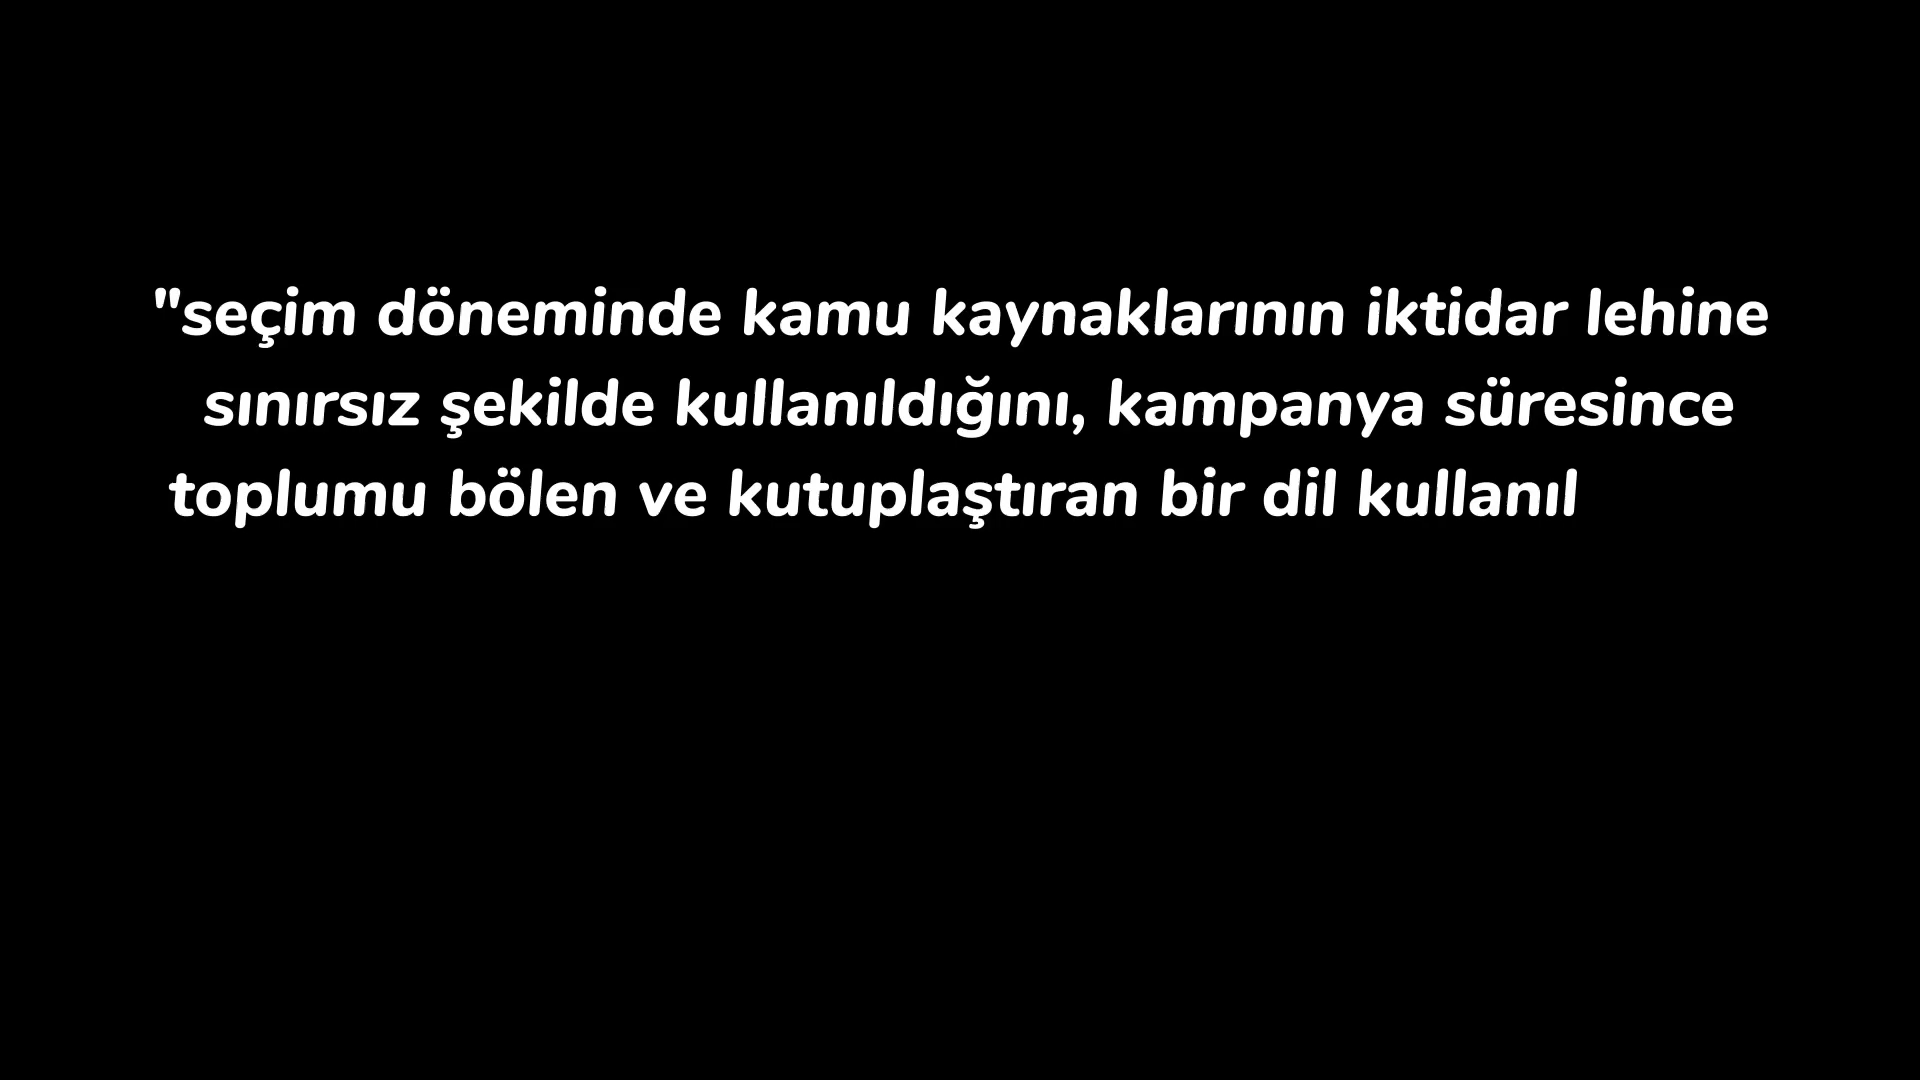 "seçim döneminde kamu kaynaklarının iktidar lehine
sınırsız şekilde kullanıldığını, kampanya süresince
toplumu bölen ve kutuplaştıran bir dil kullanıl